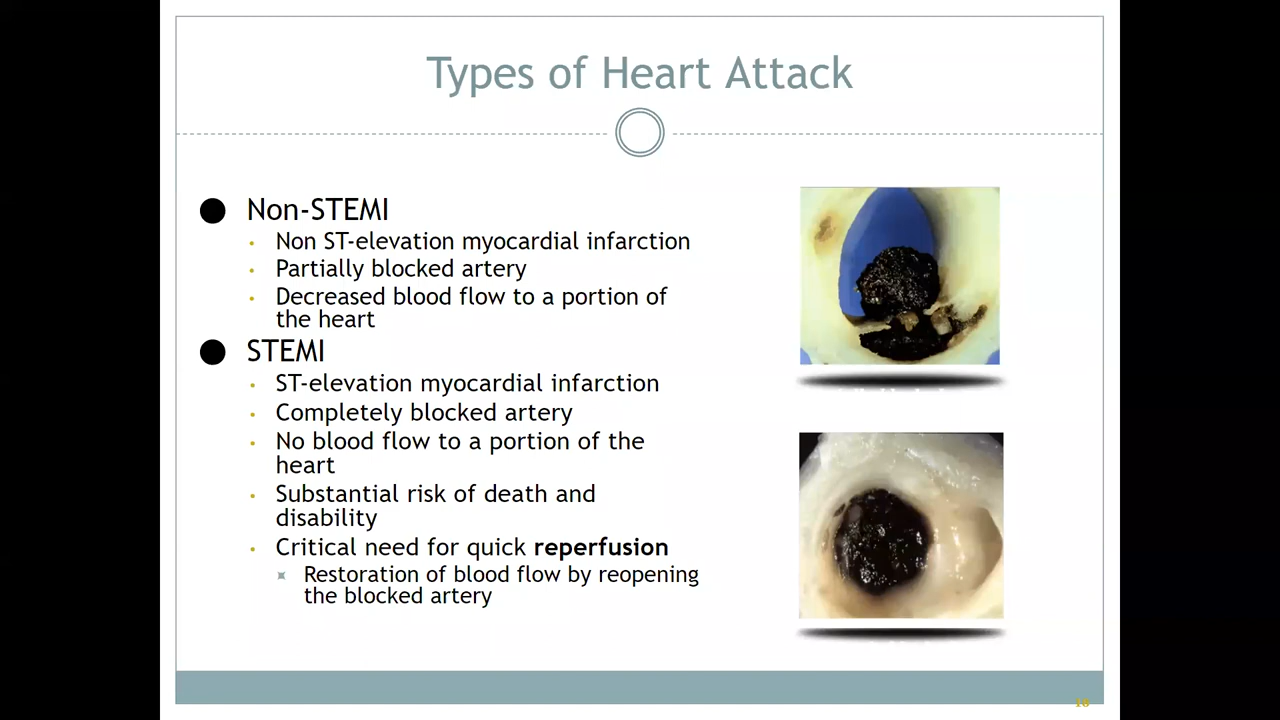 Types of Heart Attack
Non-STEMI
Non ST-elevation myocardial infarction
Partially blocked artery
Decreased blood flow to a portion of
the heart
STEMI
ST-elevation myocardial infarction
Completely blocked artery
No blood flow to a portion of the
heart
Substantial risk of death and
disability
Critical need for quick reperfusion
Restoration of blood flow by reopening
the blocked artery